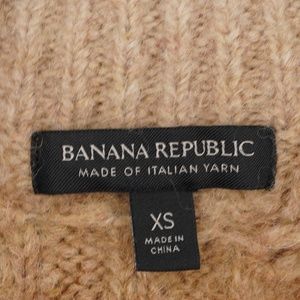 BANANA REPUBLIC
MADE OF ITALIAN YARN
XS
MADE IN
CHINA